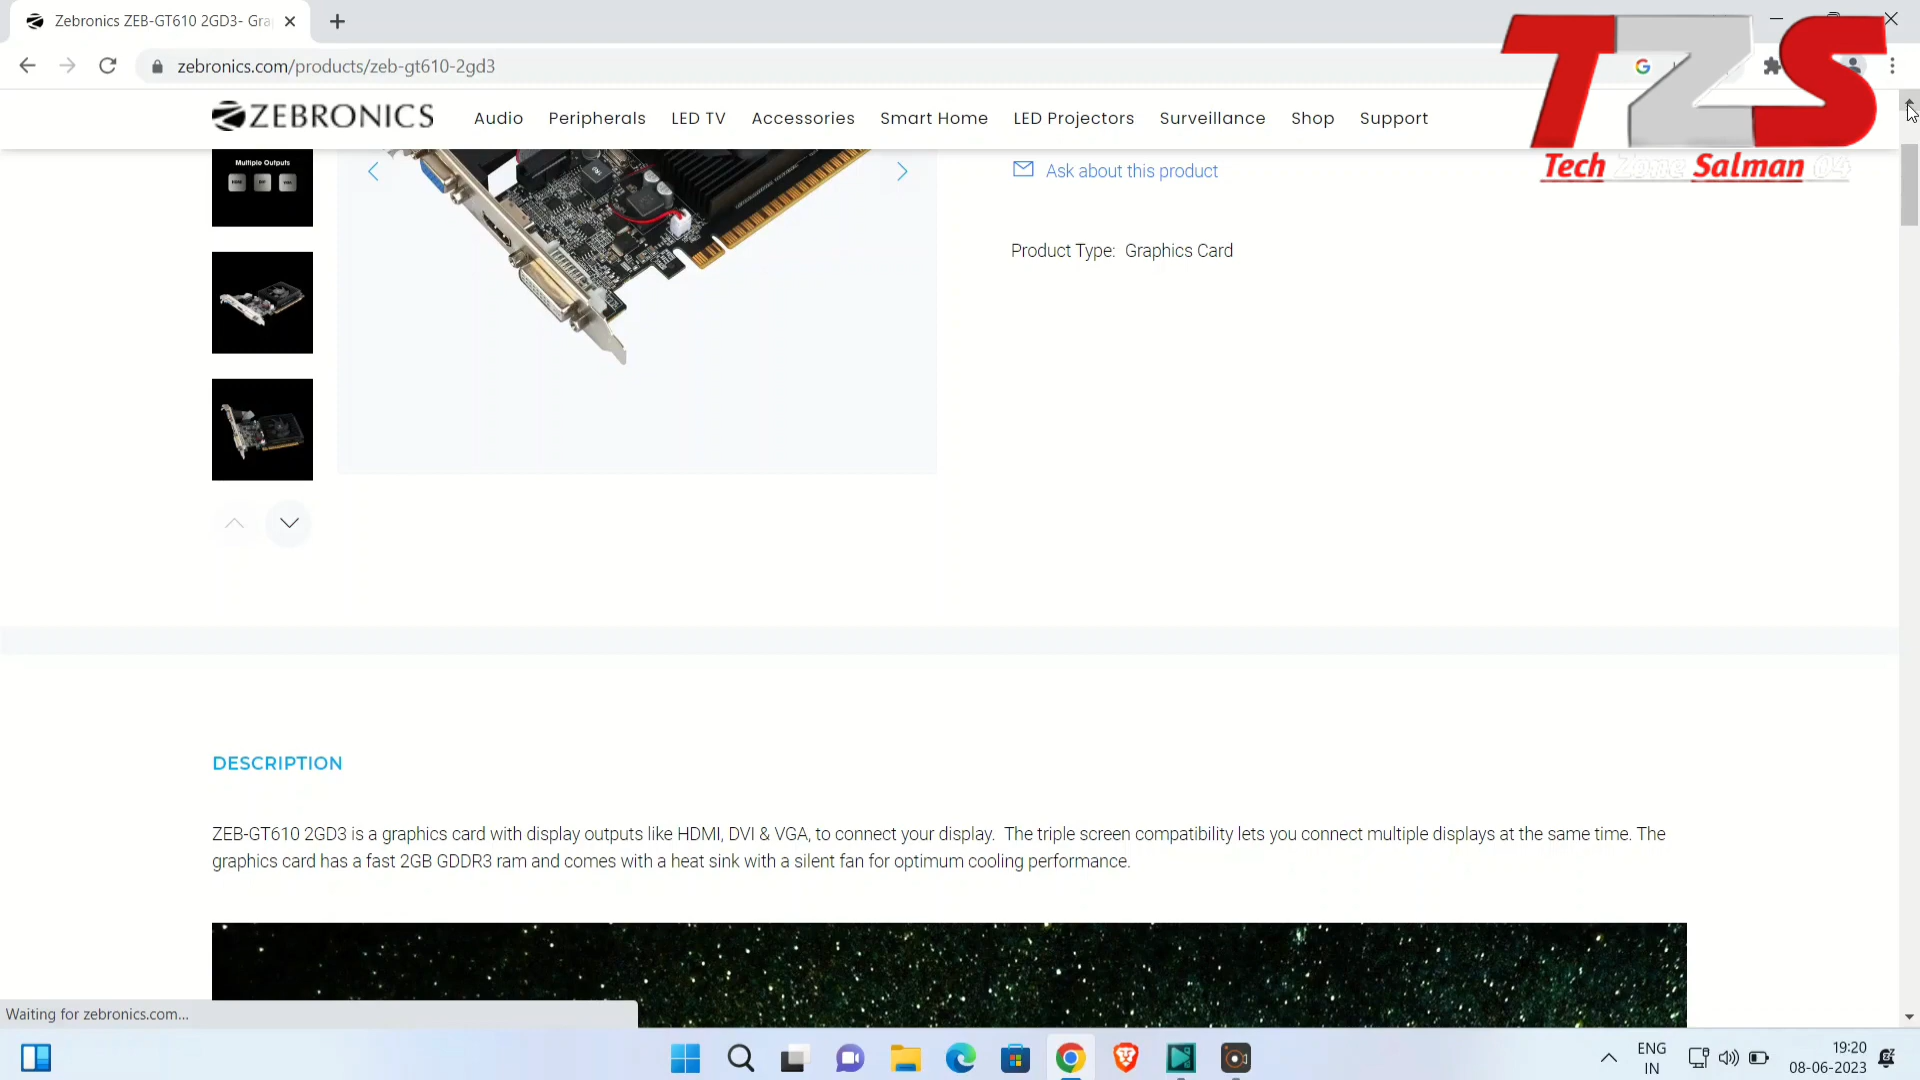 Zebronics ZEB-GT610 2GD3- Gra
zebronics.com/products/zeb-gt610-2gd3
TZS
Tech Zone Salman 04
ZEBRONICS
Audio
Peripherals
LED TV
Accessories
Smart Home
LED Projectors
Surveillance
Shop
Support
Multiple Outputs
HDMI
DVI
VGA
Ask about this product
Product Type: Graphics Card
DESCRIPTION
ZEB-GT610 2GD3 is a graphics card with display outputs like HDMI, DVI & VGA, to connect your display. The triple screen compatibility lets you connect multiple displays at the same time. The
graphics card has a fast 2GB GDDR3 ram and comes with a heat sink with a silent fan for optimum cooling performance.
Waiting for zebronics.com...
ENG
IN
19:20
08-06-2023